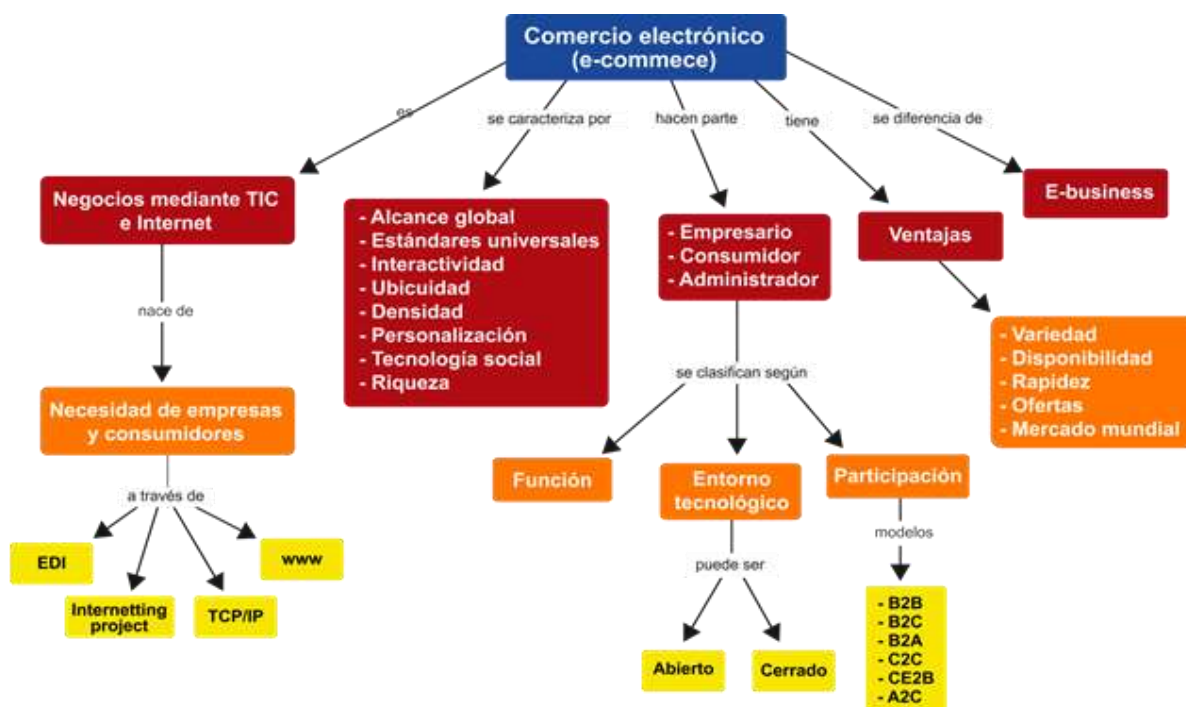 Comercio electrónico
(e-commece)
es
se caracteriza por
hacen parte
tiene
se diferencia de
Negocios mediante TIC
e Internet
- Alcance global
- Estándares universales
- Interactividad
- Ubicuidad
- Densidad
- Personalización
- Tecnología social
- Riqueza
- Empresario
- Consumidor
- Administrador
Ventajas
E-business
nace de
se clasifican según
- Variedad
- Disponibilidad
- Rapidez
- Ofertas
- Mercado mundial
Necesidad de empresas
y consumidores
Función
Entorno
tecnológico
Participación
a través de
puede ser
modelos
EDI
Internetting
project
TCP/IP
www
Abierto
Cerrado
- B2B
- B2C
- B2A
- C2C
- CE2B
- A2C